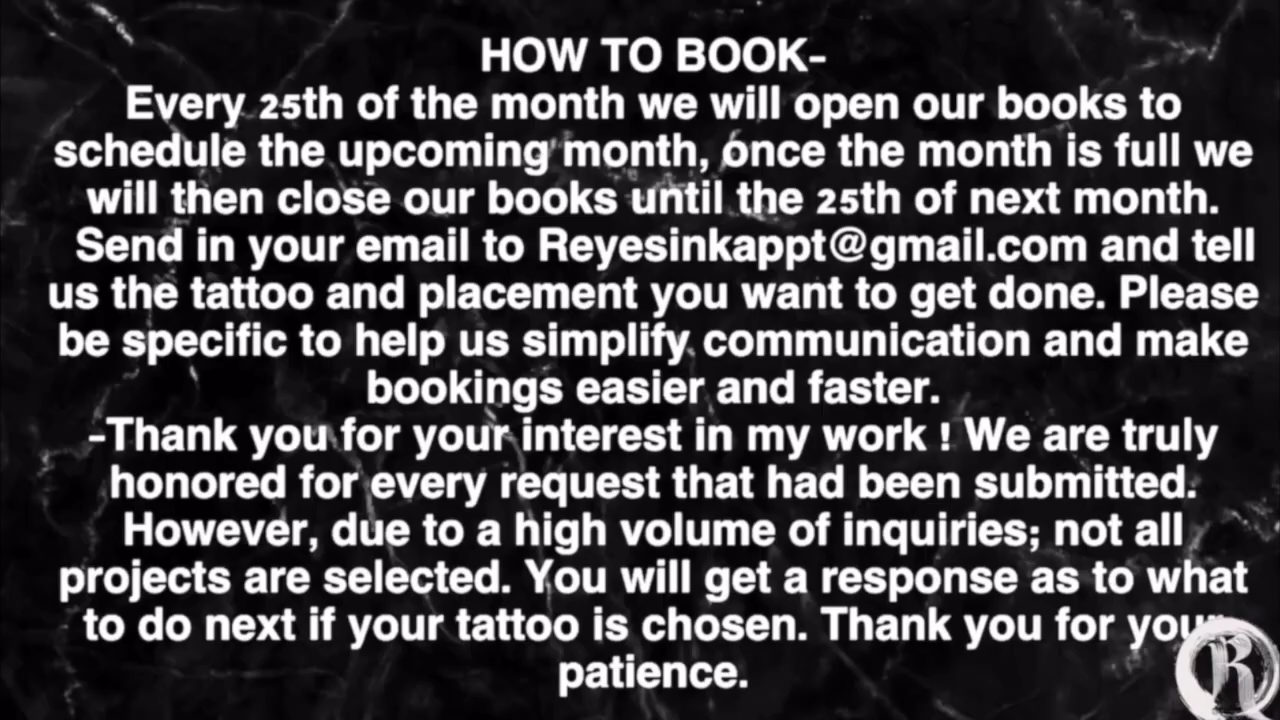 HOW TO BOOK-
Every 25th of the month we will open our books to
schedule the upcoming month, once the month is full we
will then close our books until the 25th of next month.
Send in your email to Reyesinkappt@gmail.com and tell
us the tattoo and placement you want to get done. Please
be specific to help us simplify communication and make
bookings easier and faster.
-Thank you for your interest in my work ! We are truly
honored for every request that had been submitted.
However, due to a high volume of inquiries; not all
projects are selected. You will get a response as to what
to do next if your tattoo is chosen. Thank you for your
patience.
R